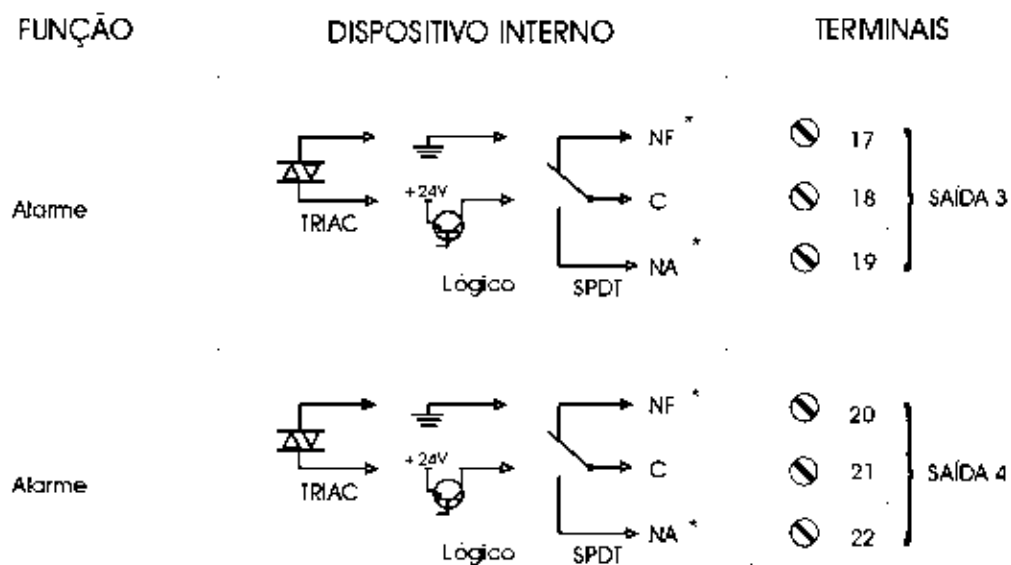 FUNÇÃO DISPOSITIVO INTERNO TERMINAIS
NF * 17
+24V
Alarme TRIAC C 18 SAÍDA 3
NA * 19
Lógico SPDT
NF * 20
+24V
Alarme TRIAC C 21 SAÍDA 4
NA * 22
Lógico SPDT